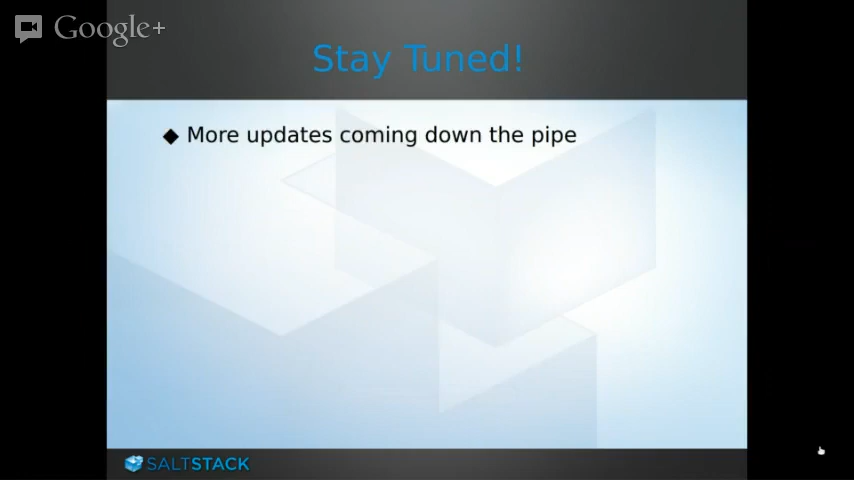 Google+
Stay Tuned!
More updates coming down the pipe
SALTSTACK